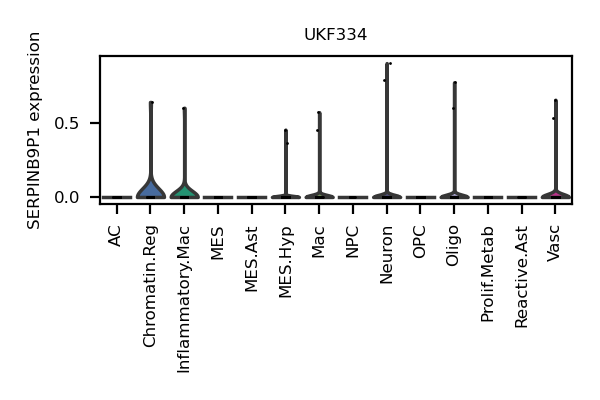 UKF334
SERPINB9P1 expression
0.5
0.0
AC
Chromatin.Reg
Inflammatory.Mac
MES
MES.Ast
MES.Hyp
Mac
NPC
Neuron
OPC
Oligo
Prolif.Metab
Reactive.Ast
Vasc